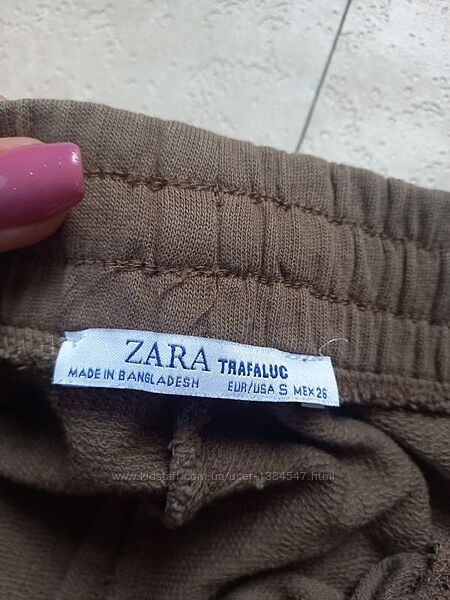 ZARA TRAFALUC
MADE IN BANGLADESH EUR/USA S MEX 26
www.kidstaff.com.ua/user-1384547.html